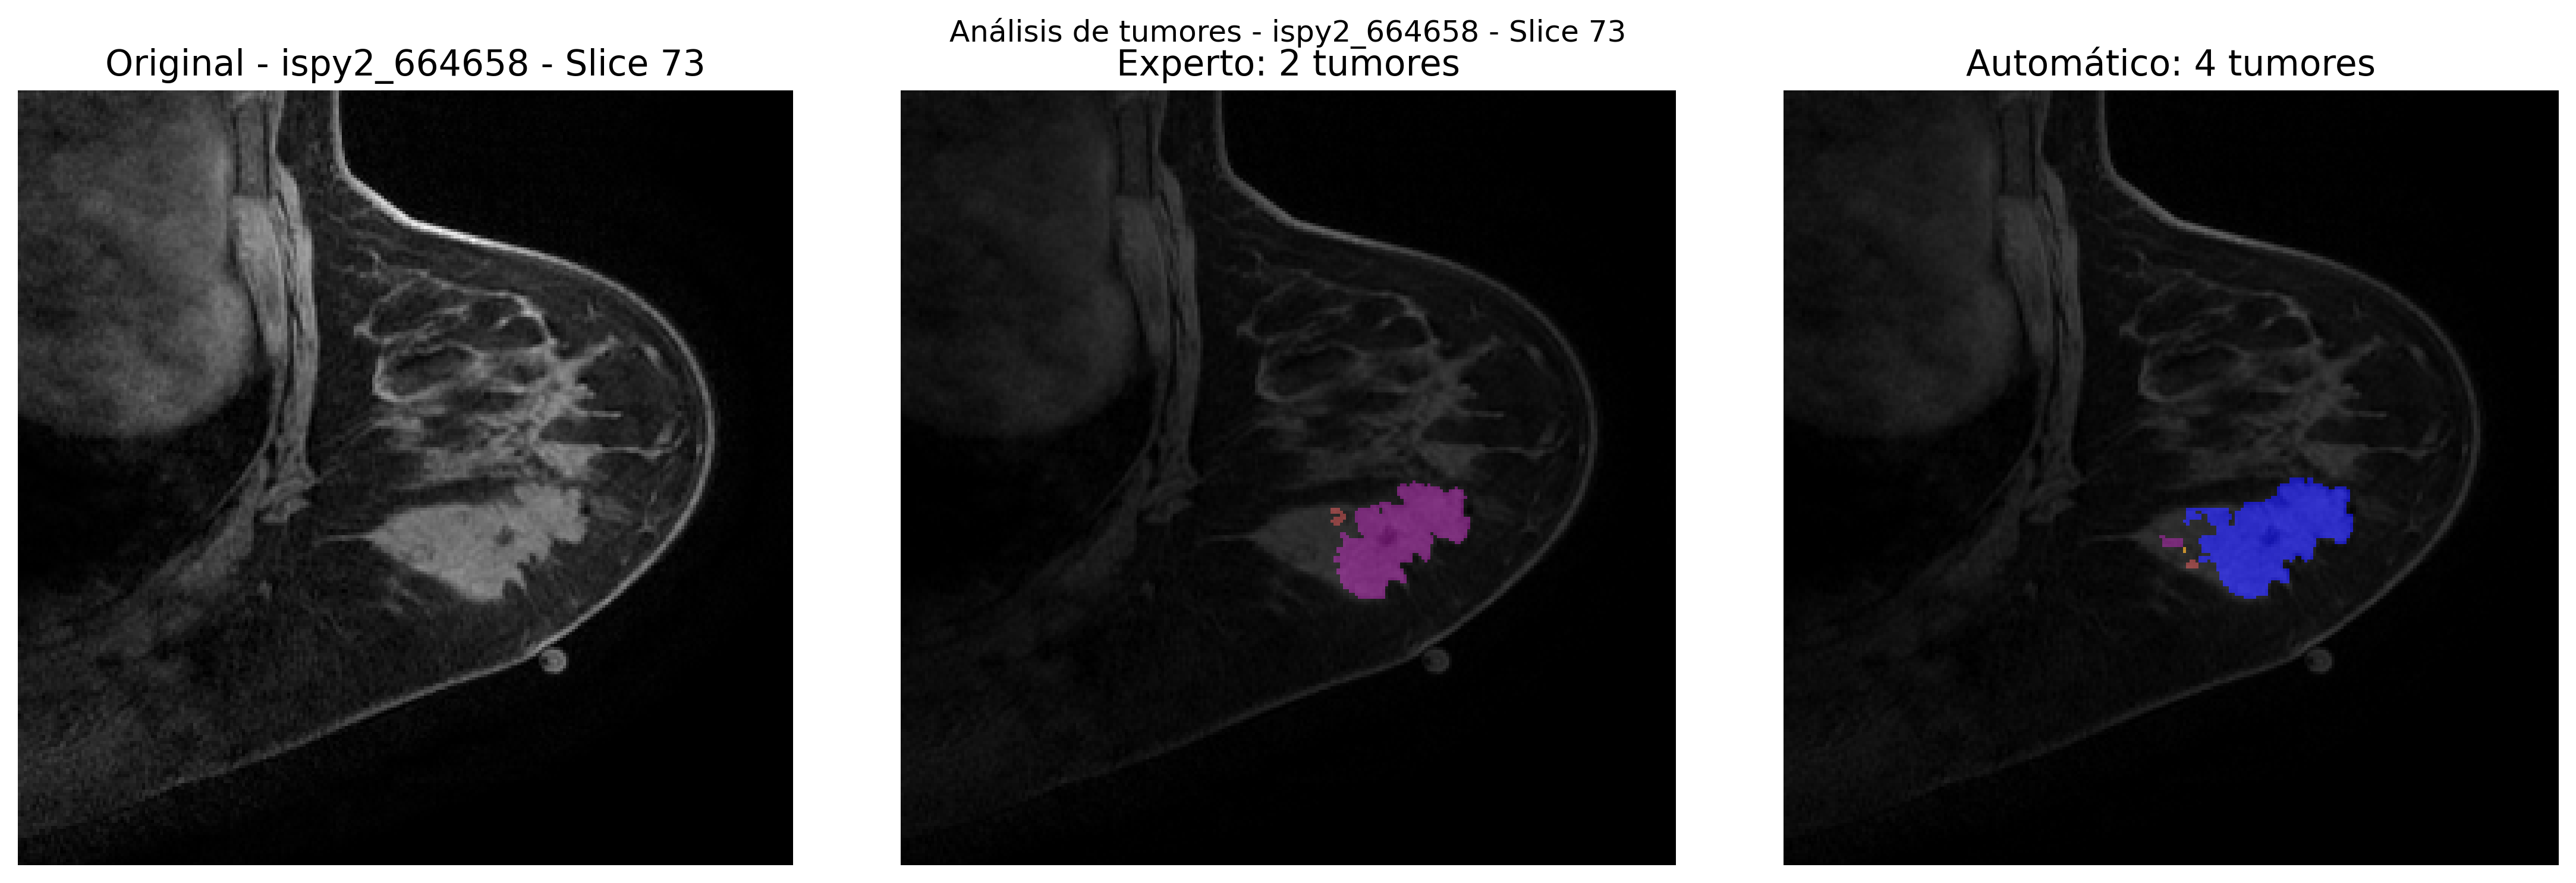 Análisis de tumores - ispy2_664658 - Slice 73
Original - ispy2_664658 - Slice 73
Experto: 2 tumores
Automático: 4 tumores